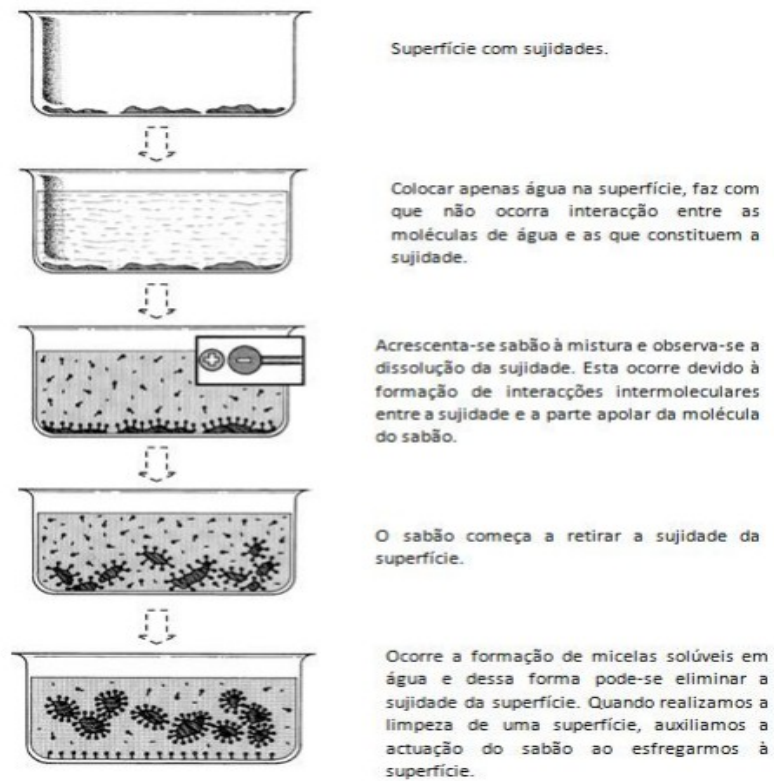 Superfície com sujidades.
Colocar apenas água na superfície, faz com
que não ocorra interacção entre as
moléculas de água e as que constituem a
sujidade.
Acrescenta-se sabão à mistura e observa-se a
dissolução da sujidade. Esta ocorre devido à
formação de interacções intermoleculares
entre a sujidade e a parte apolar da molécula
do sabão.
O sabão começa a retirar a sujidade da
superfície.
Ocorre a formação de micelas solúveis em
água e dessa forma pode-se eliminar a
sujidade da superfície. Quando realizamos a
limpeza de uma superfície, auxiliamos a
actuação do sabão ao esfregarmos à
superfície.